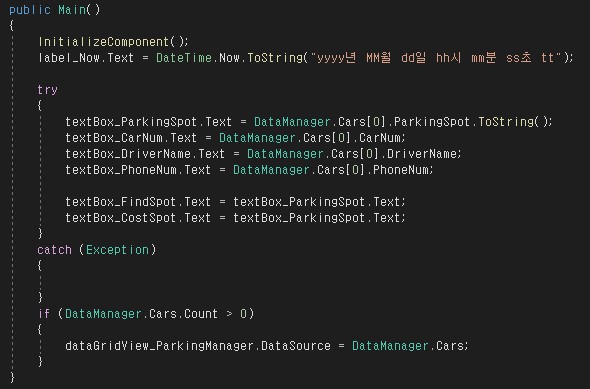 public Main()
{
InitializeComponent();
label_Now.Text = DateTime.Now.ToString("yyyy년 MM월 dd일 hh시 mm분 ss초 tt");
try
{
textBox_ParkingSpot.Text = DataManager.Cars[0].ParkingSpot.ToString();
textBox_CarNum.Text = DataManager.Cars[0].CarNum;
textBox_DriverName.Text = DataManager.Cars[0].DriverName;
textBox_PhoneNum.Text = DataManager.Cars[0].PhoneNum;
textBox_FindSpot.Text = textBox_ParkingSpot.Text;
textBox_CostSpot.Text = textBox_ParkingSpot.Text;
}
catch (Exception)
{
}
if (DataManager.Cars.Count > 0)
{
dataGridView_ParkingManager.DataSource = DataManager.Cars;
}
}